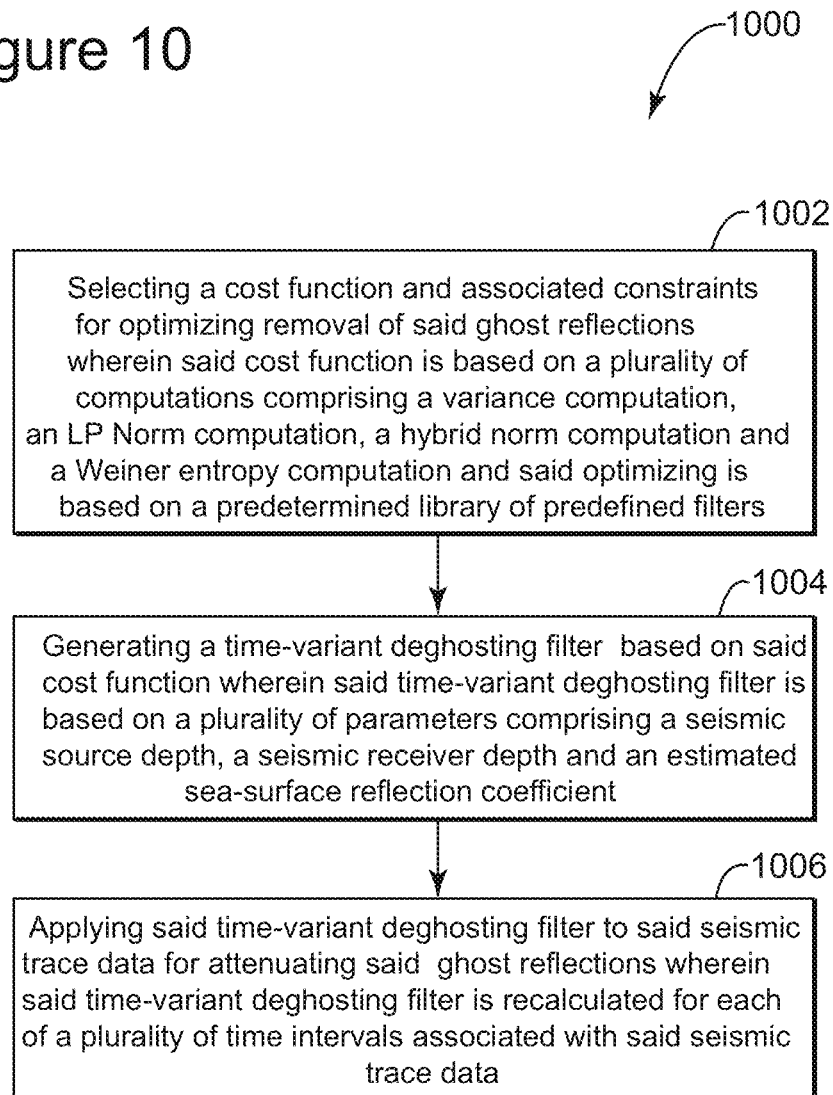 gure 10
1000
1002
Selecting a cost function and associated constraints
for optimizing removal of said ghost reflections
wherein said cost function is based on a plurality of
computations comprising a variance computation,
an LP Norm computation, a hybrid norm computation and
a Weiner entropy computation and said optimizing is
based on a predetermined library of predefined filters
1004
Generating a time-variant deghosting filter based on said
cost function wherein said time-variant deghosting filter is
based on a plurality of parameters comprising a seismic
source depth, a seismic receiver depth and an estimated
sea-surface reflection coefficient
1006
Applying said time-variant deghosting filter to said seismic
trace data for attenuating said ghost reflections wherein
said time-variant deghosting filter is recalculated for each
of a plurality of time intervals associated with said seismic
trace data